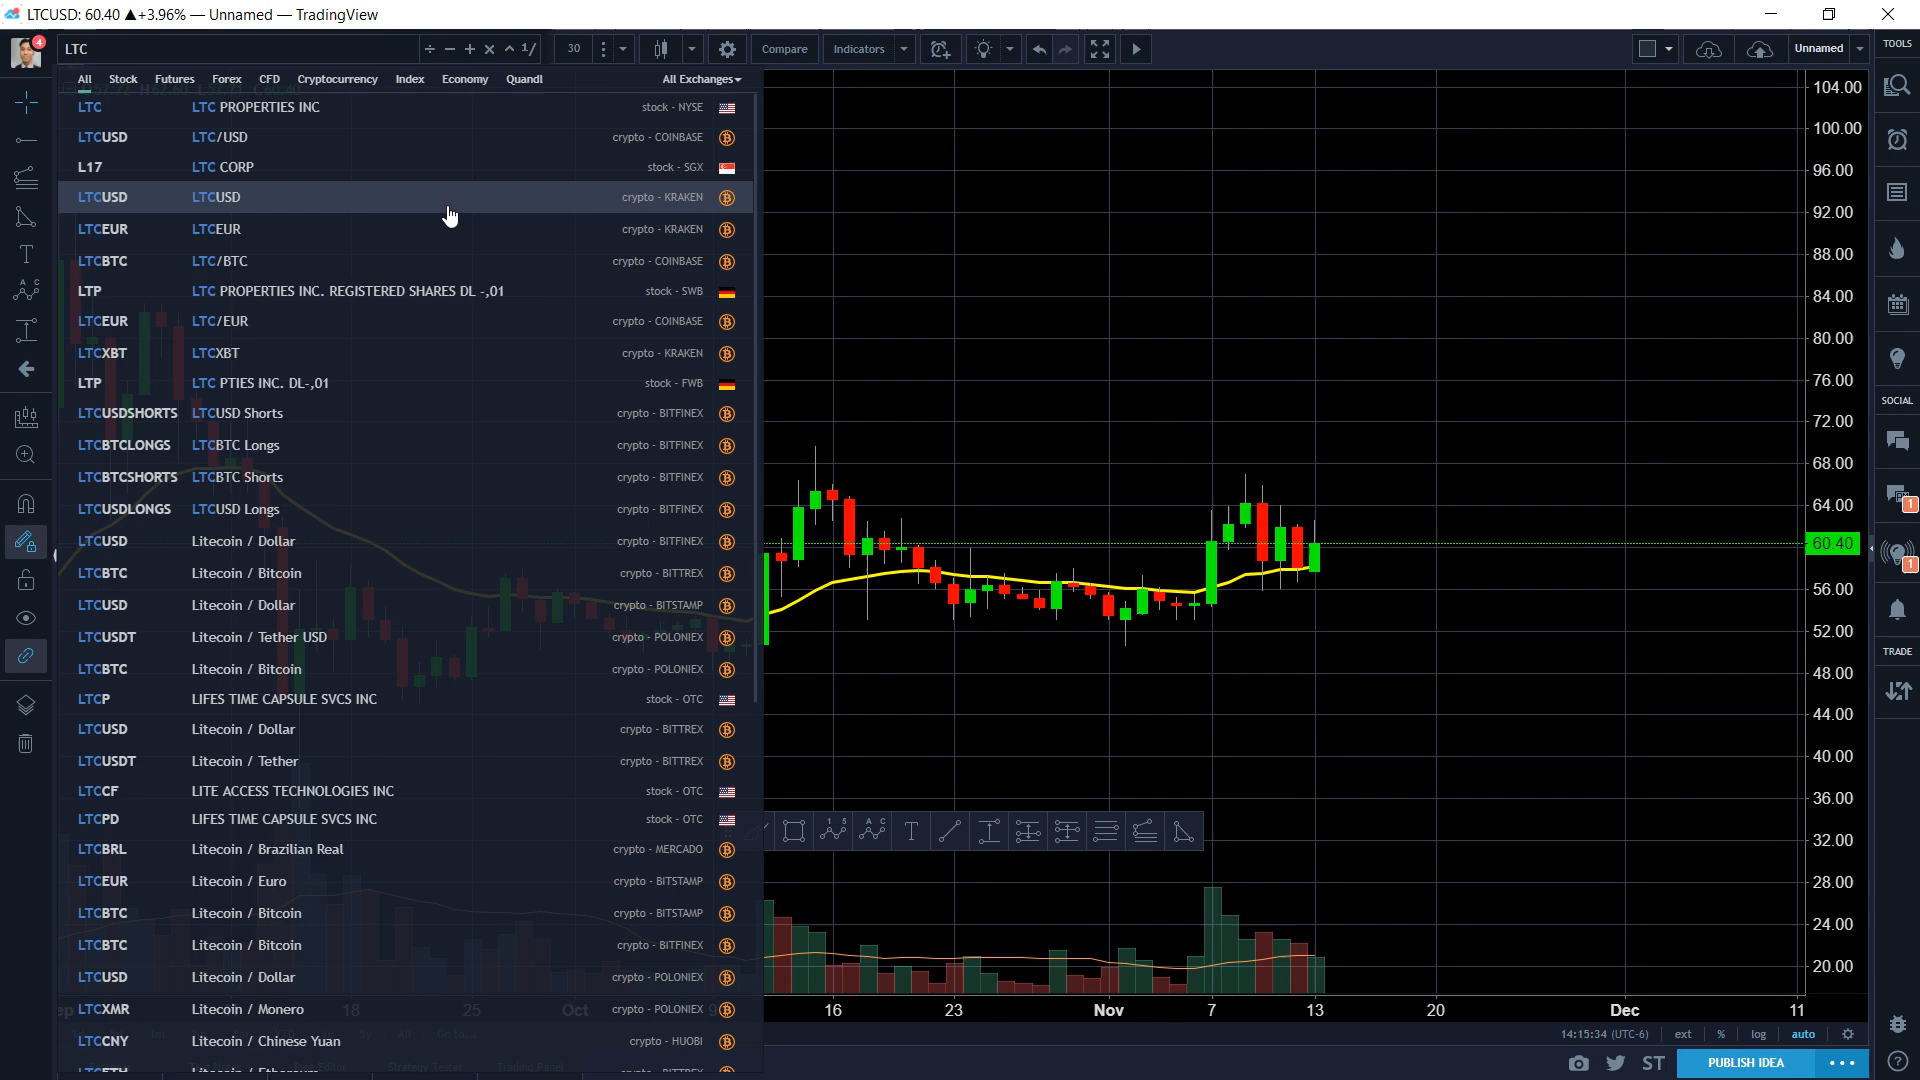 LTCUSD: 60.40 ▲+3.96% — Unnamed — TradingView
4
LTC
÷ − + × ^ 1/
30
Compare
Indicators
Unnamed
TOOLS
All Stock Futures Forex CFD Cryptocurrency Index Economy Quandl All Exchanges
LTC LTC PROPERTIES INC stock - NYSE
LTCUSD LTC/USD crypto - COINBASE
L17 LTC CORP stock - SGX
LTCUSD LTCUSD crypto - KRAKEN
LTCEUR LTCEUR crypto - KRAKEN
LTCBTC LTC/BTC crypto - COINBASE
LTP LTC PROPERTIES INC. REGISTERED SHARES DL -,01 stock - SWB
LTCEUR LTC/EUR crypto - COINBASE
LTCXBT LTCXBT crypto - KRAKEN
LTP LTC PTIES INC. DL-,01 stock - FWB
LTCUSDSHORTS LTCUSD Shorts crypto - BITFINEX
LTCBTCLONGS LTCBTC Longs crypto - BITFINEX
LTCBTCSHORTS LTCBTC Shorts crypto - BITFINEX
LTCUSDLONGS LTCUSD Longs crypto - BITFINEX
LTCUSD Litecoin / Dollar crypto - BITFINEX
LTCBTC Litecoin / Bitcoin crypto - BITTREX
LTCUSD Litecoin / Dollar crypto - BITSTAMP
LTCUSDT Litecoin / Tether USD crypto - POLONIEX
LTCBTC Litecoin / Bitcoin crypto - POLONIEX
LTCP LIFES TIME CAPSULE SVCS INC stock - OTC
LTCUSD Litecoin / Dollar crypto - BITTREX
LTCUSDT Litecoin / Tether crypto - BITTREX
LTCCF LITE ACCESS TECHNOLOGIES INC stock - OTC
LTCPD LIFES TIME CAPSULE SVCS INC stock - OTC
LTCBRL Litecoin / Brazilian Real crypto - MERCADO
LTCEUR Litecoin / Euro crypto - BITSTAMP
LTCBTC Litecoin / Bitcoin crypto - BITSTAMP
LTCBTC Litecoin / Bitcoin crypto - BITFINEX
LTCUSD Litecoin / Dollar crypto - POLONIEX
LTCXMR Litecoin / Monero crypto - POLONIEX
LTCCNY Litecoin / Chinese Yuan crypto - HUOBI
104.00
100.00
96.00
92.00
88.00
84.00
80.00
76.00
72.00
68.00
64.00
60.40
56.00
52.00
48.00
44.00
40.00
36.00
32.00
28.00
24.00
20.00
18 25 Oct 9 16 23 Nov 7 13 20 Dec 11
14:15:34 (UTC-6) ext % log auto
ST PUBLISH IDEA
SOCIAL
1
1
TRADE